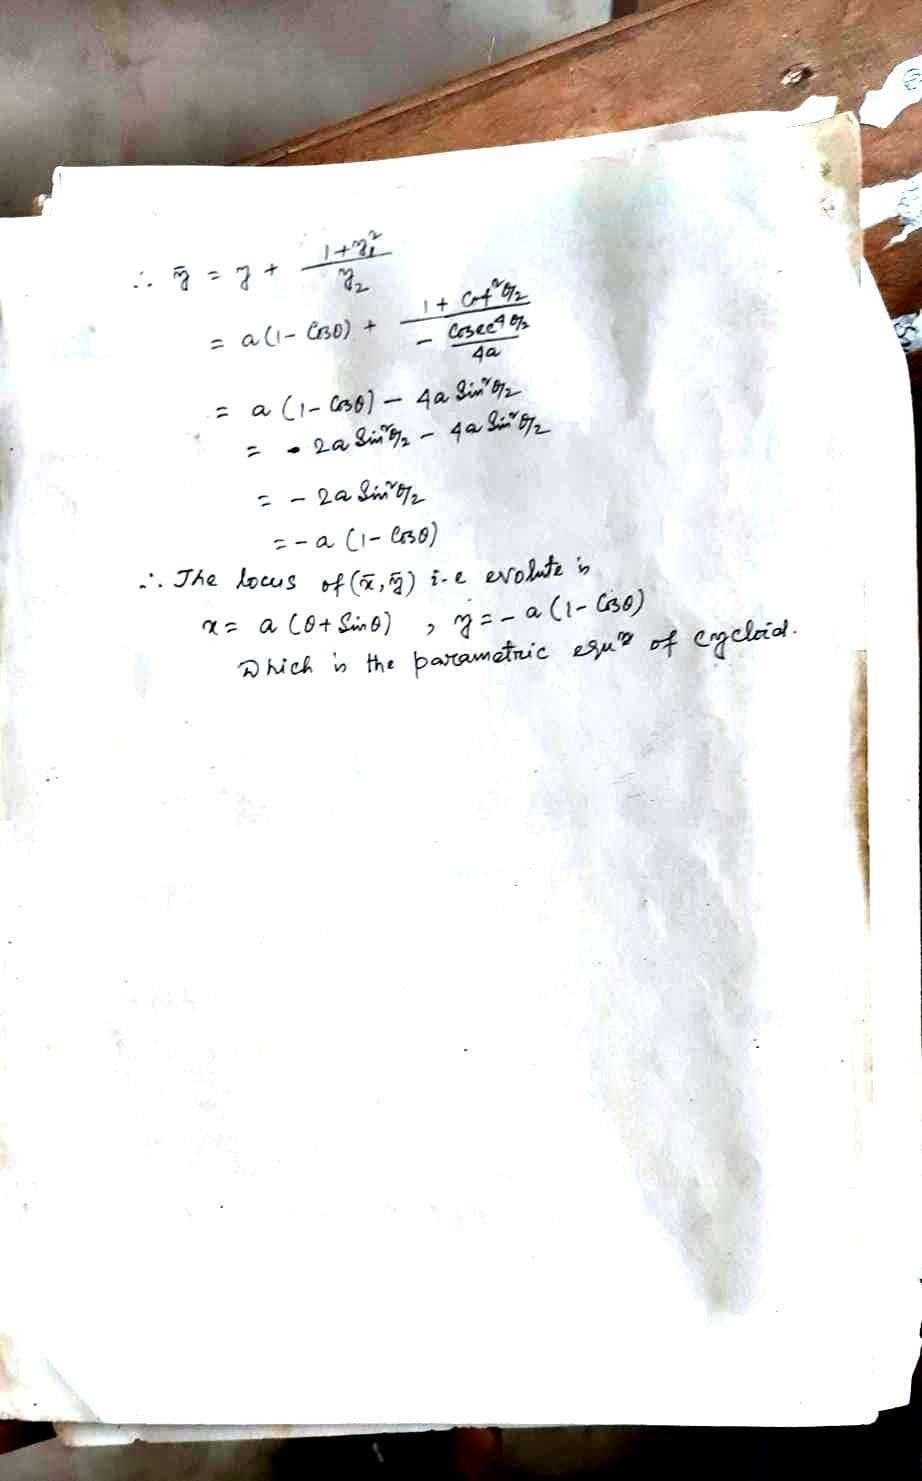 ∴ ȳ = y + (1+y₁²)/y₂
= a(1- Cosθ) + (1 + Cot²θ/2)/(- Cosec⁴θ/2/4a)
= a (1- Cosθ) - 4a Sin²θ/2
= 2a Sin²θ/2 - 4a Sin²θ/2
= - 2a Sin²θ/2
= - a (1- Cosθ)
∴ The locus of (x̄, ȳ) i.e evolute is
x = a (θ + Sinθ) , y = - a (1- Cosθ)
Which is the parametric equⁿ of cycloid.